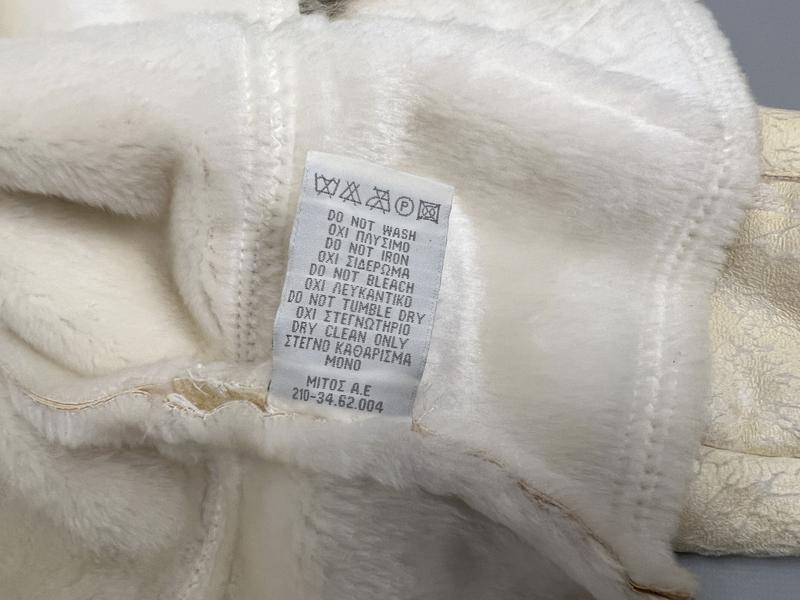 P
DO NOT WASH
ΟΧΙ ΠΛΥΣΙΜΟ
DO NOT IRON
ΟΧΙ ΣΙΔΕΡΩΜΑ
DO NOT BLEACH
ΟΧΙ ΛΕΥΚΑΝΤΙΚΟ
DO NOT TUMBLE DRY
ΟΧΙ ΣΤΕΓΝΩΤΗΡΙΟ
DRY CLEAN ONLY
ΣΤΕΓΝΟ ΚΑΘΑΡΙΣΜΑ
ΜΟΝΟ
ΜΙΤΟΣ Α.Ε
210-34.62.004